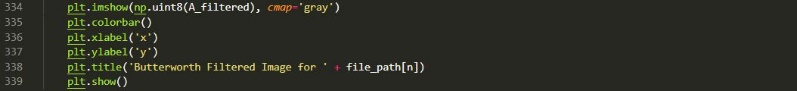 334 plt.imshow(np.uint8(A_filtered), cmap='gray')
335 plt.colorbar()
336 plt.xlabel('x')
337 plt.ylabel('y')
338 plt.title('Butterworth Filtered Image for ' + file_path[n])
339 plt.show()